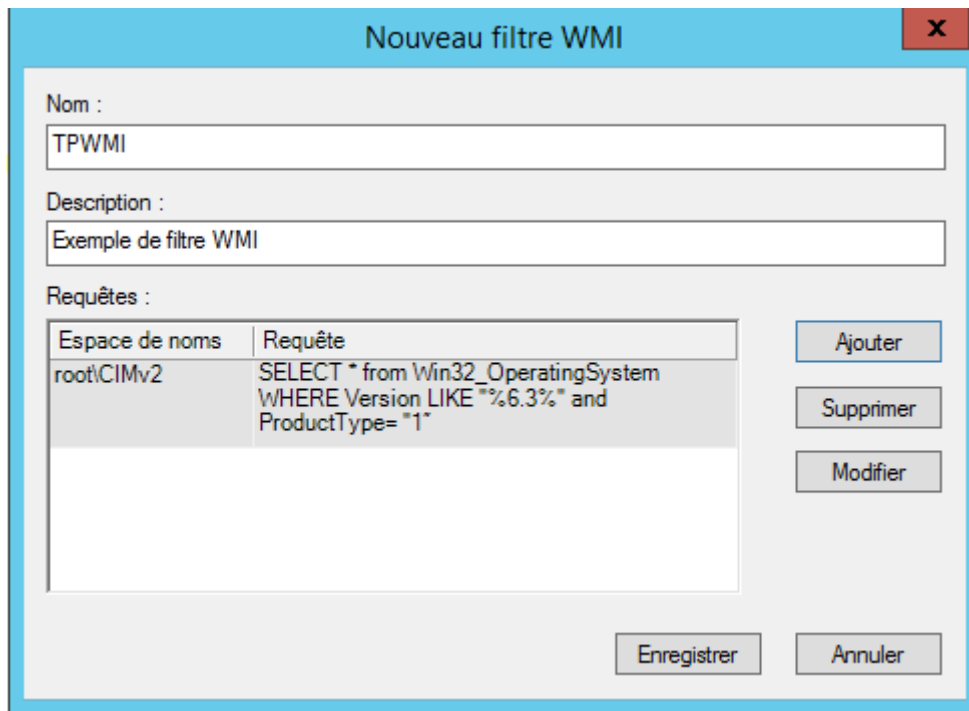 Nouveau filtre WMI
x
Nom :
TPWMI
Description :
Exemple de filtre WMI
Requêtes :
Espace de noms Requête
root\CIMv2 SELECT * from Win32_OperatingSystem
WHERE Version LIKE "%6.3%" and
ProductType= "1"
Ajouter
Supprimer
Modifier
Enregistrer Annuler